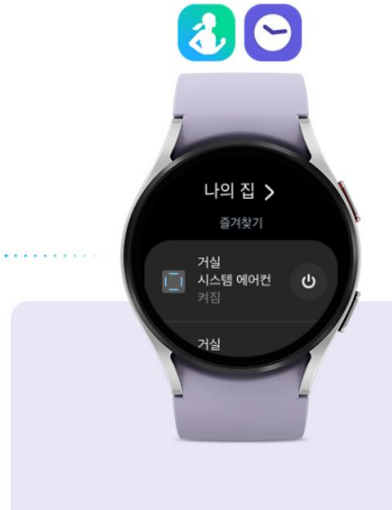 나의 집 >
즐겨찾기
거실
시스템 에어컨
켜짐
거실